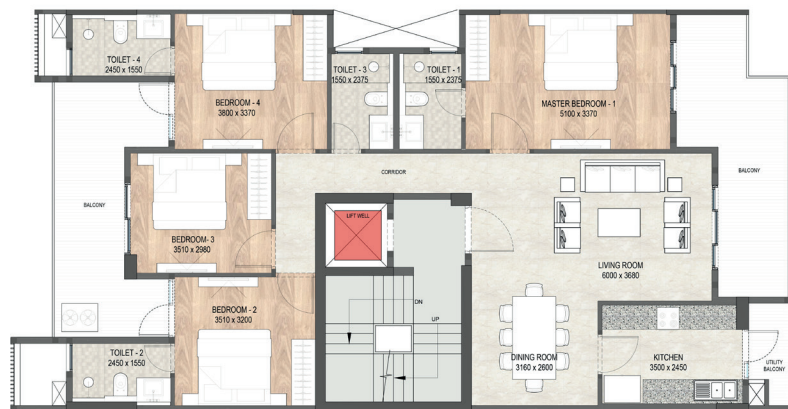 TOILET - 4
2450 x 1550
BEDROOM - 4
3800 x 3370
TOILET - 3
1550 x 2375
TOILET - 1
1550 x 2375
MASTER BEDROOM - 1
5100 x 3370
BALCONY
CORRIDOR
BALCONY
LIFT WELL
BEDROOM- 3
3510 x 2980
LIVING ROOM
6000 x 3680
DN
BEDROOM - 2
3510 x 3200
UP
TOILET - 2
2450 x 1550
DINING ROOM
3160 x 2600
KITCHEN
3500 x 2450
UTILITY
BALCONY